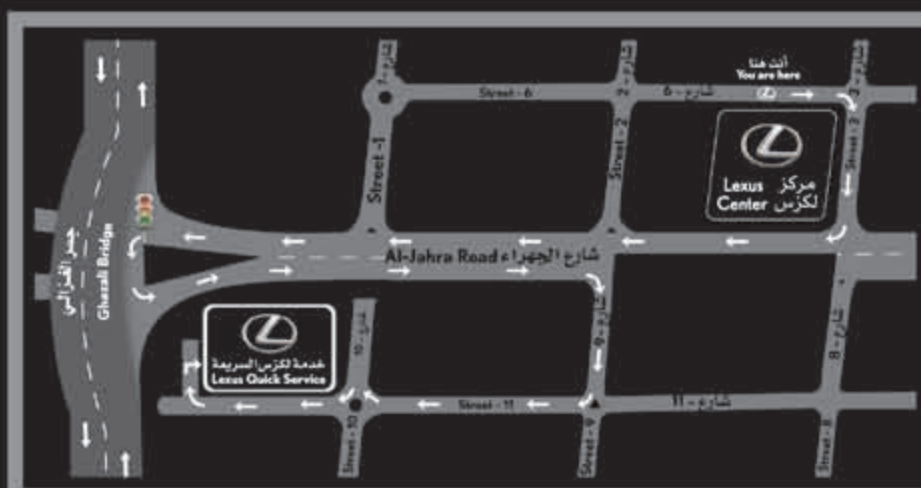 شارع - 1
شارع - 2
شارع - 3
أنت هنا
You are here
Street - 6
شارع - 6
Street -1
Street - 2
Street - 3
مركز لكزس
Lexus Center
Al-Jahra Road شارع الجهراء
جسر الغزالي
Ghazali Bridge
خدمة لكزس السريعة
Lexus Quick Service
شارع - 10
شارع - 9
شارع - 8
Street - 11
شارع - 11
Street - 10
Street - 9
Street - 8